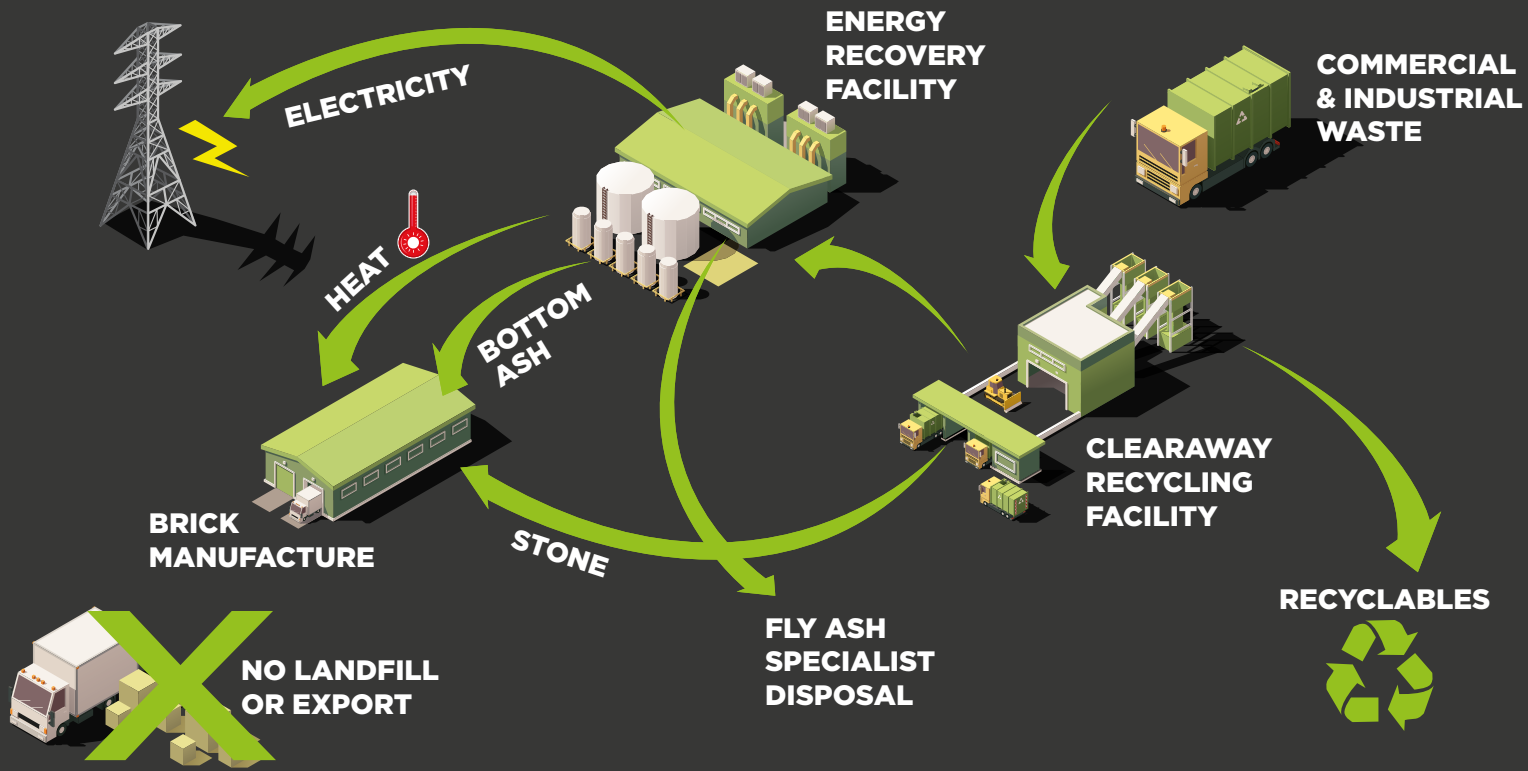 ENERGY
RECOVERY
FACILITY
COMMERCIAL
& INDUSTRIAL
WASTE
ELECTRICITY
HEAT
BOTTOM
ASH
CLEARAWAY
RECYCLING
FACILITY
BRICK
MANUFACTURE
STONE
RECYCLABLES
FLY ASH
SPECIALIST
DISPOSAL
NO LANDFILL
OR EXPORT